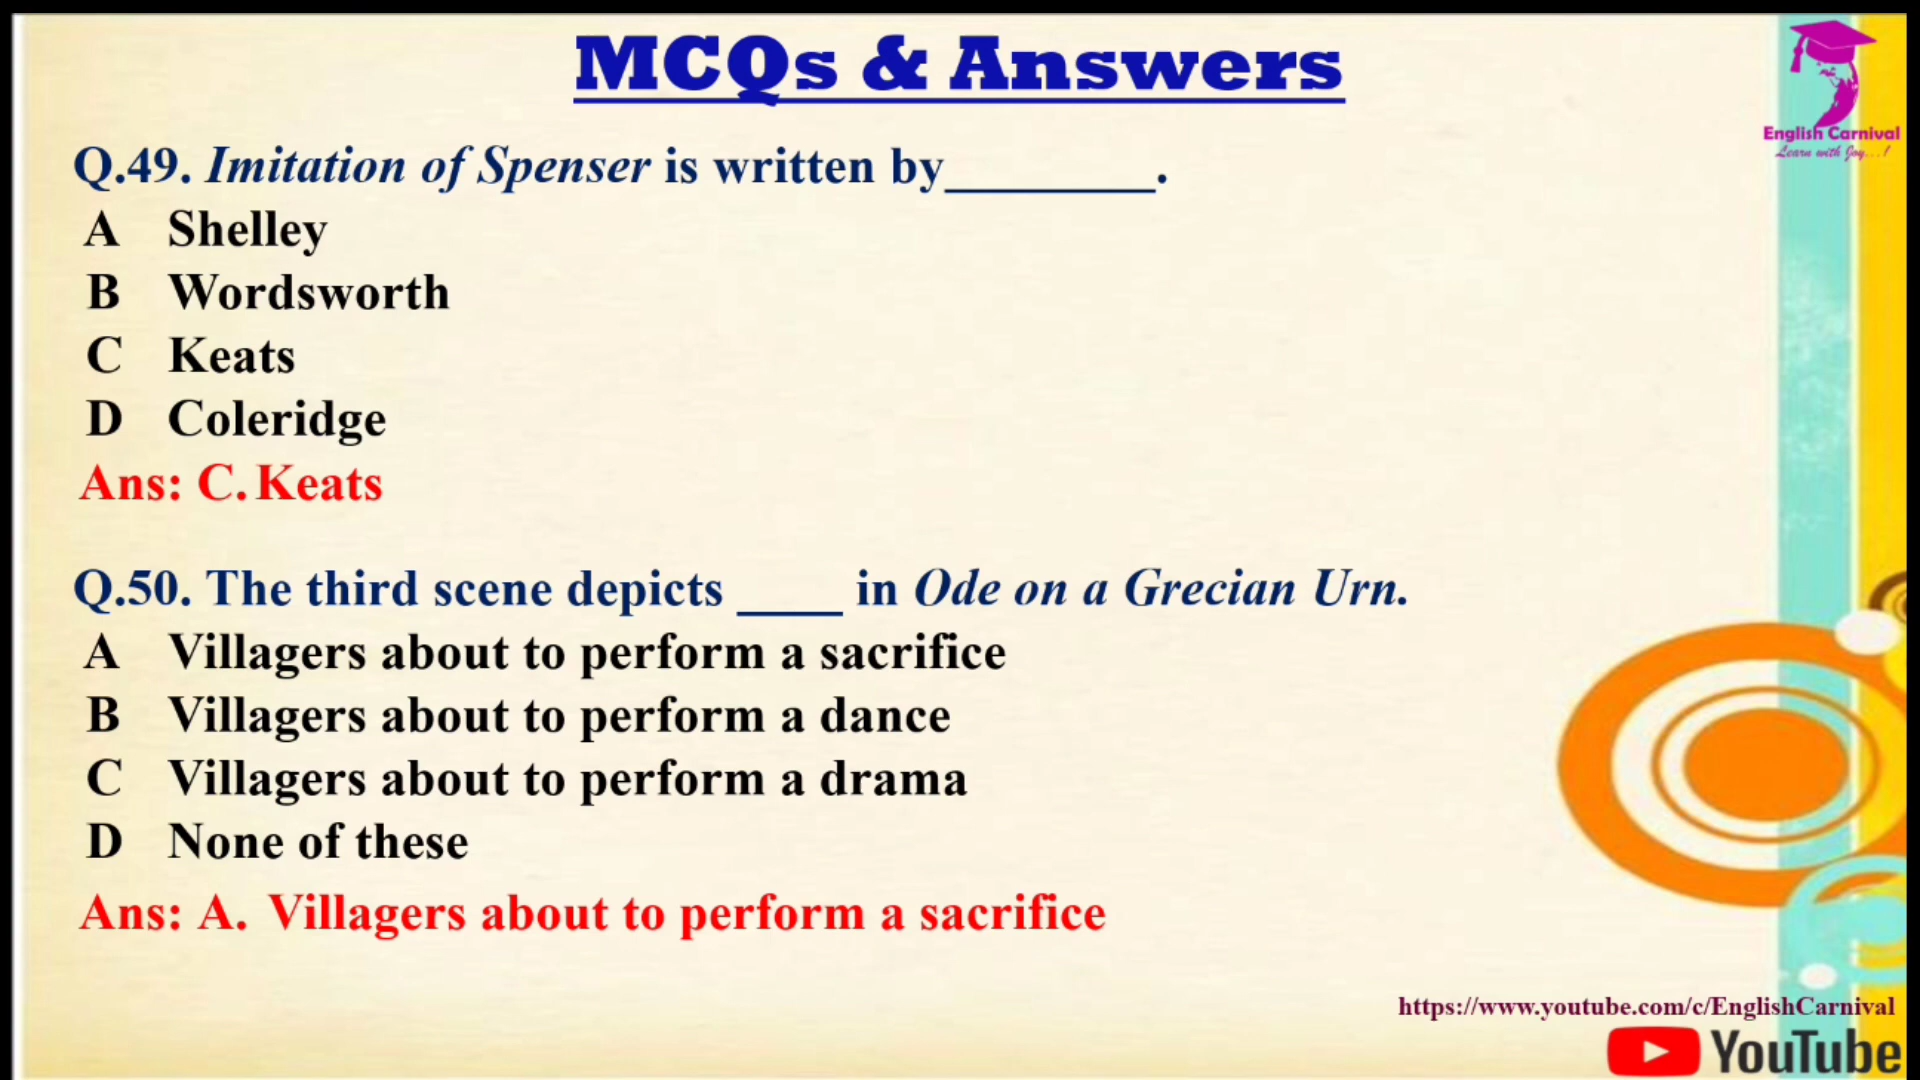 MCQs & Answers
English Carnival
Learn with Joy...!
Q.49. Imitation of Spenser is written by________.
A Shelley
B Wordsworth
C Keats
D Coleridge
Ans: C. Keats
Q.50. The third scene depicts ____ in Ode on a Grecian Urn.
A Villagers about to perform a sacrifice
B Villagers about to perform a dance
C Villagers about to perform a drama
D None of these
Ans: A. Villagers about to perform a sacrifice
https://www.youtube.com/c/EnglishCarnival
YouTube